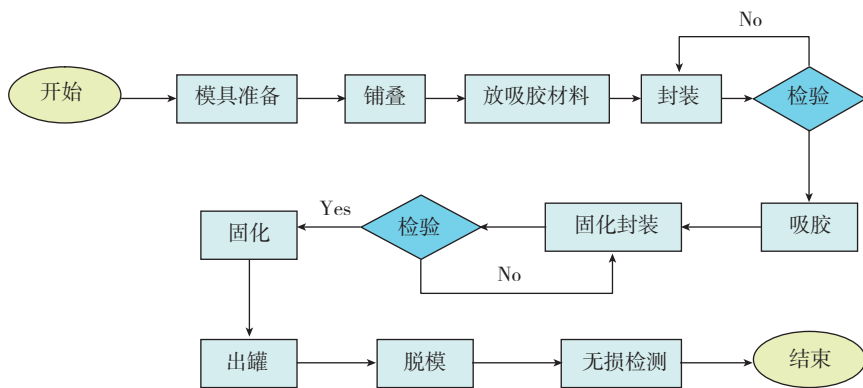 No
开始
模具准备
铺叠
放吸胶材料
封装
检验
固化
Yes
检验
固化封装
吸胶
No
出罐
脱模
无损检测
结束